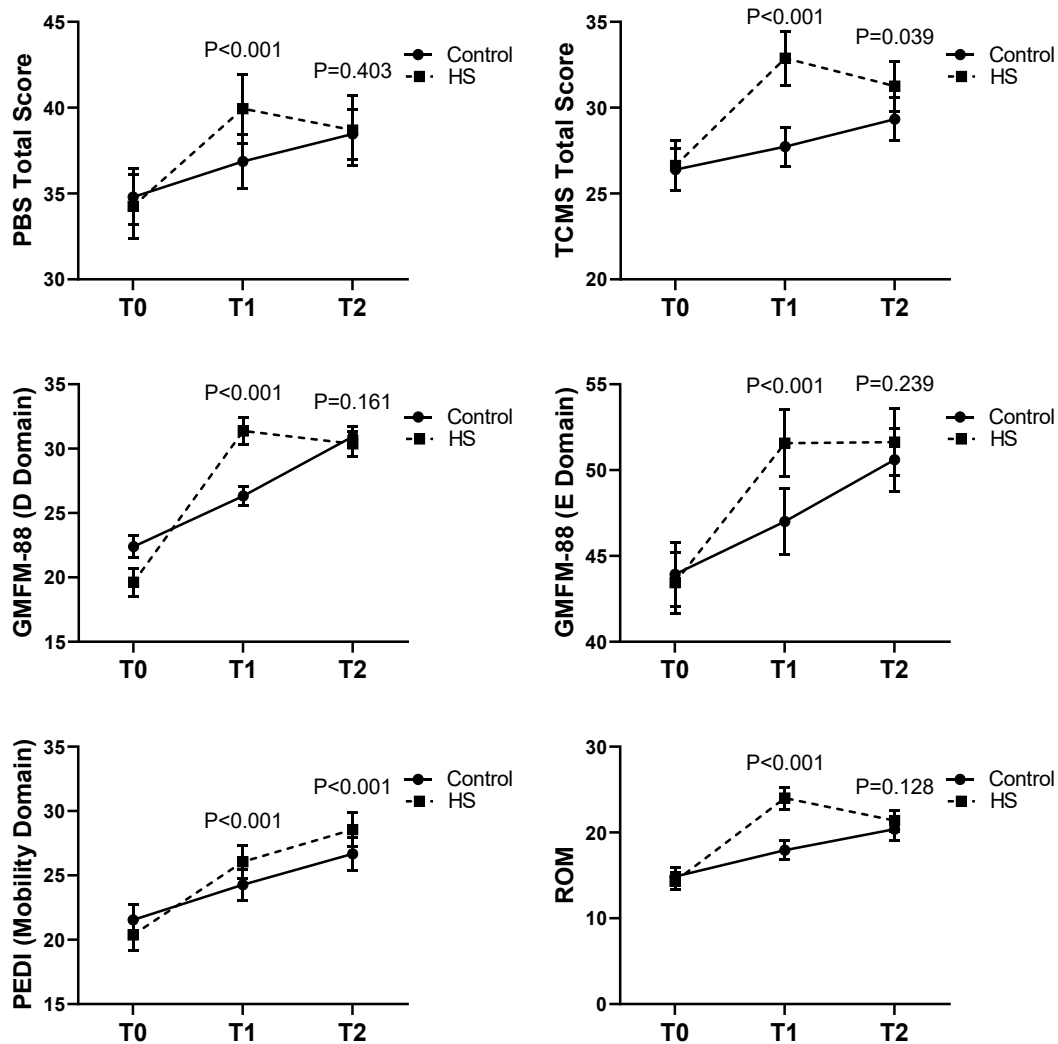 PBS Total Score
45
40
35
30
P<0.001
P=0.403
Control
HS
T0 T1 T2
TCMS Total Score
35
30
25
20
P<0.001
P=0.039
Control
HS
T0 T1 T2
GMFM-88 (D Domain)
35
30
25
20
15
P<0.001
P=0.161
Control
HS
T0 T1 T2
GMFM-88 (E Domain)
55
50
45
40
P<0.001
P=0.239
Control
HS
T0 T1 T2
PEDI (Mobility Domain)
35
30
25
20
15
P<0.001
P<0.001
Control
HS
T0 T1 T2
ROM
30
20
10
0
P<0.001
P=0.128
Control
HS
T0 T1 T2